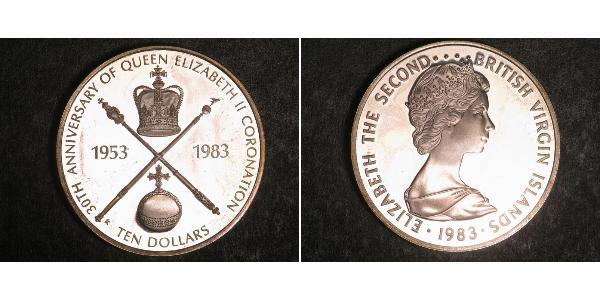 30TH ANNIVERSARY OF QUEEN ELIZABETH II CORONATION
1953 1983
TEN DOLLARS
ELIZABETH THE SECOND···· BRITISH VIRGIN ISLANDS
·1983·